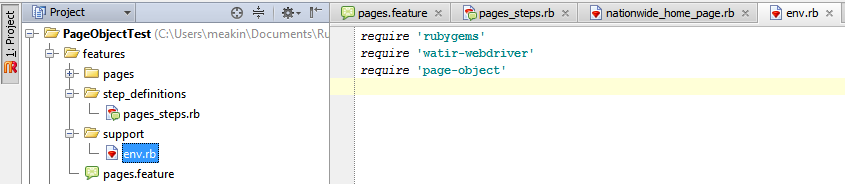 1: Project
Project
pages.feature
pages_steps.rb
nationwide_home_page.rb
env.rb
PageObjectTest (C:\Users\meakin\Documents\Ru
features
pages
step_definitions
pages_steps.rb
support
env.rb
pages.feature
require 'rubygems'
require 'watir-webdriver'
require 'page-object'